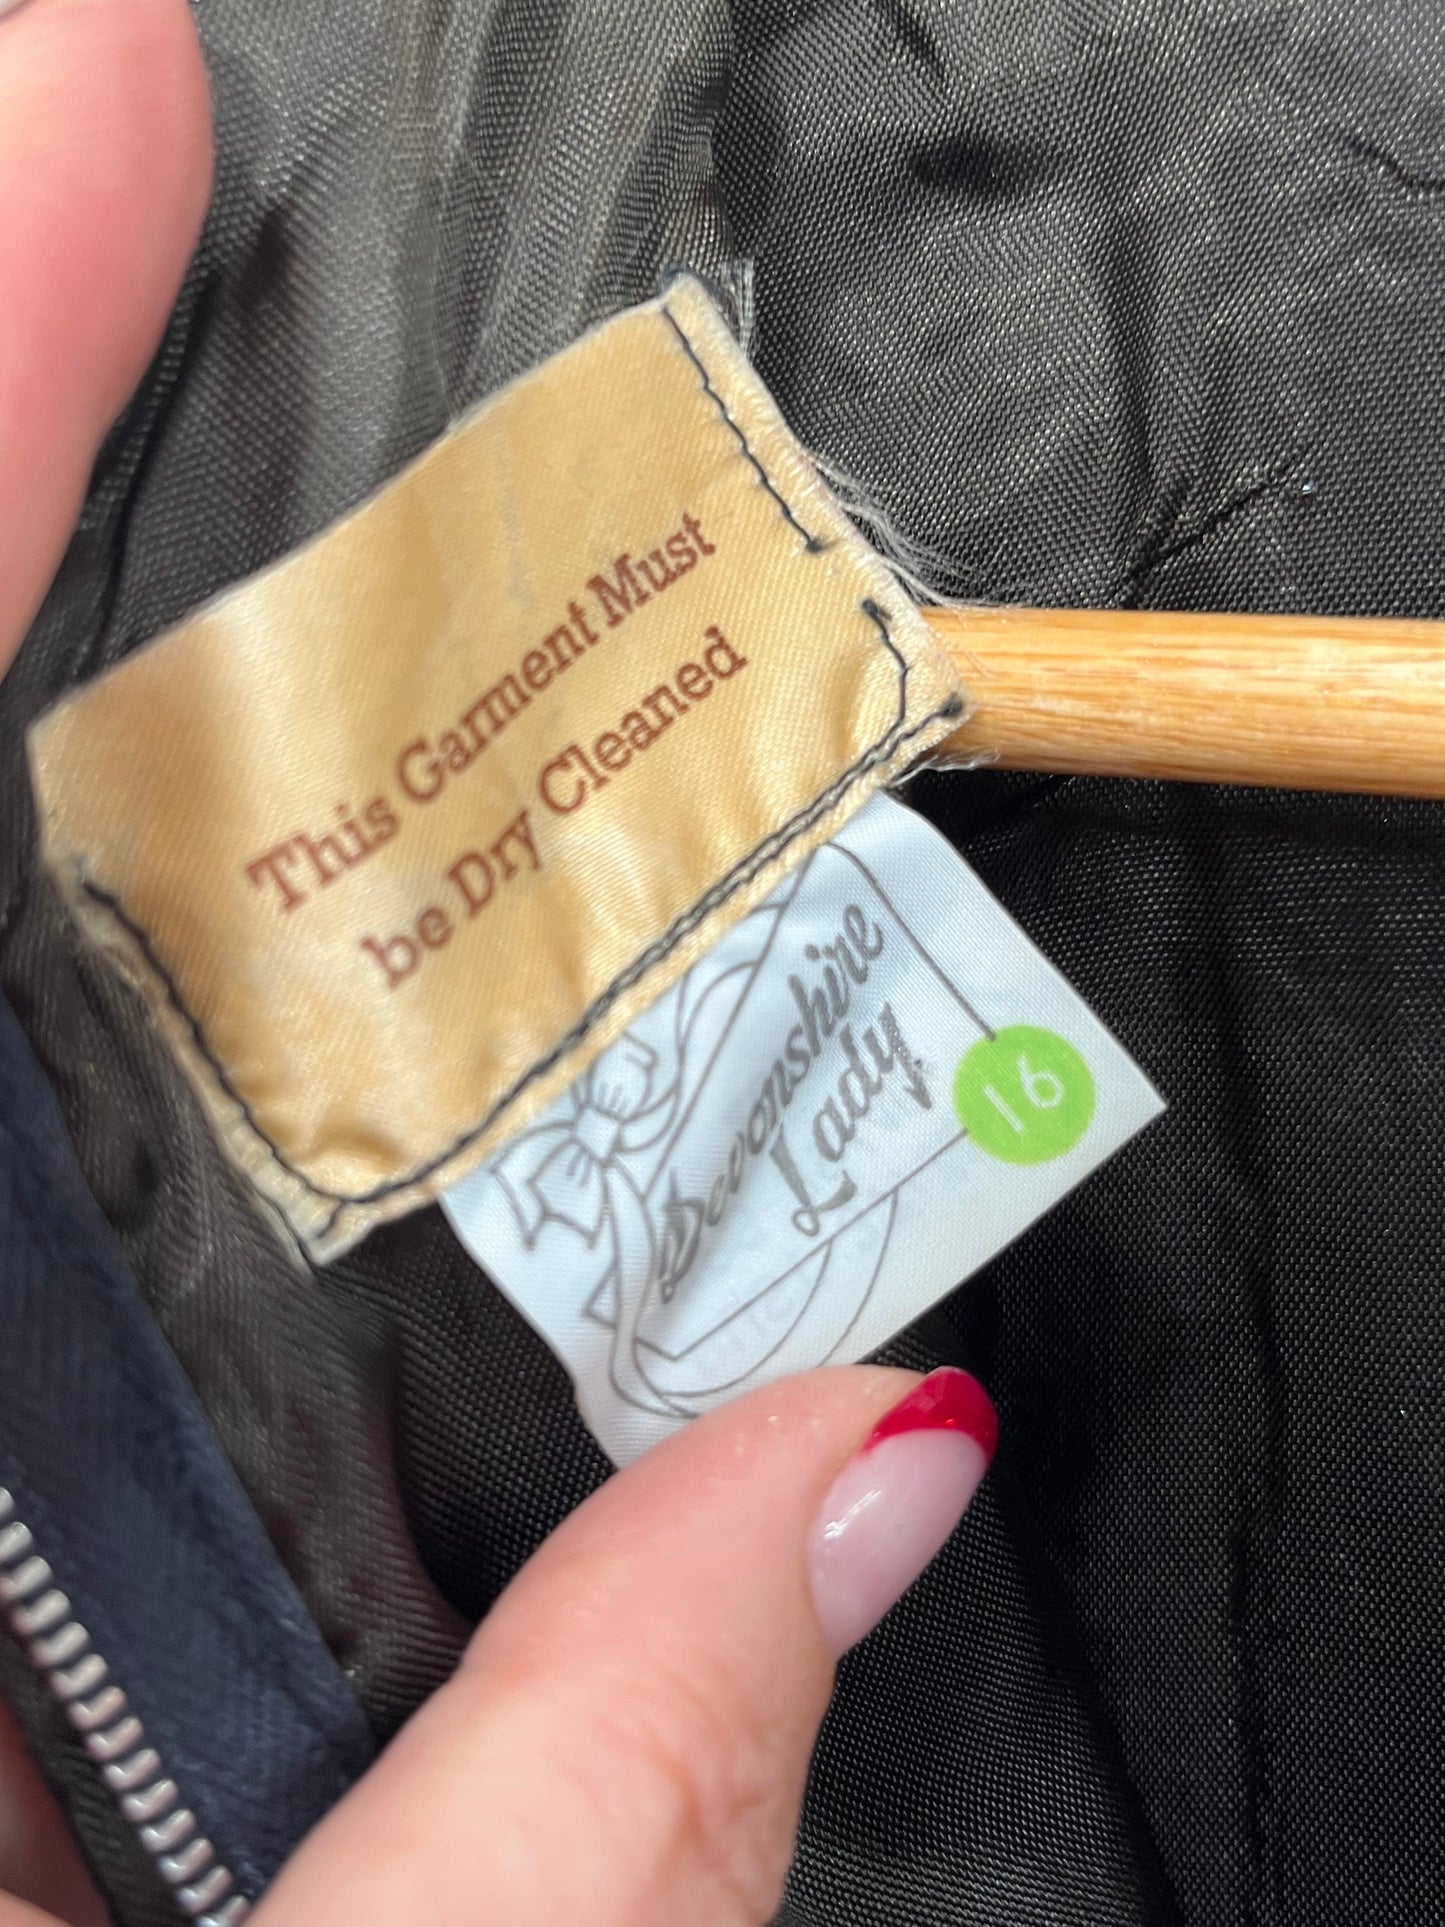 This Garment Must
be Dry Cleaned
Devonshire
Lady
16